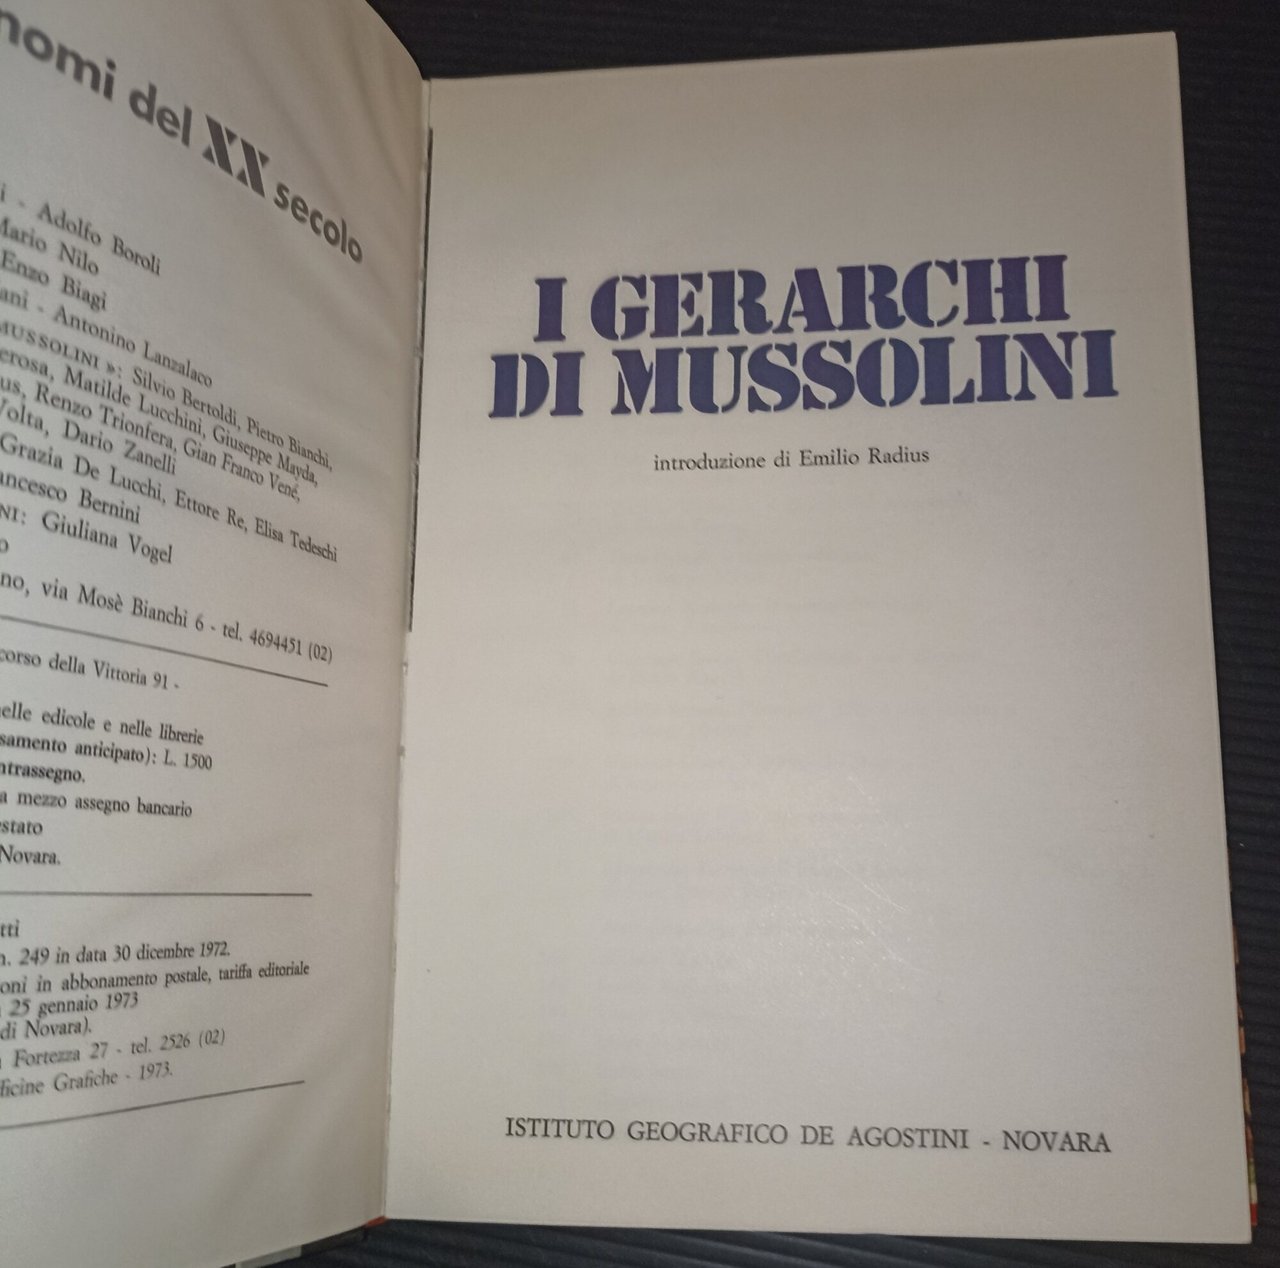 nomi del XX secolo
i - Adolfo Boroli
Mario Nilo
Enzo Biagi
ani - Antonino Lanzalaco
MUSSOLINI »: Silvio Bertoldi, Pietro Bianchi,
erosa, Matilde Lucchini, Giuseppe Mayda,
us, Renzo Trionfera, Gian Franco Vené,
Volta, Dario Zanelli
Grazia De Lucchi, Ettore Re, Elisa Tedeschi
ancesco Bernini
NI: Giuliana Vogel
o
no, via Mosè Bianchi 6 - tel. 4694451 (02)
corso della Vittoria 91 -
elle edicole e nelle librerie
samento anticipato): L. 1500
ntrassegno.
a mezzo assegno bancario
estato
Novara.
tti
n. 249 in data 30 dicembre 1972.
oni in abbonamento postale, tariffa editoriale
25 gennaio 1973
di Novara).
Fortezza 27 - tel. 2526 (02)
ficine Grafiche - 1973.
I GERARCHI
DI MUSSOLINI
introduzione di Emilio Radius
ISTITUTO GEOGRAFICO DE AGOSTINI - NOVARA